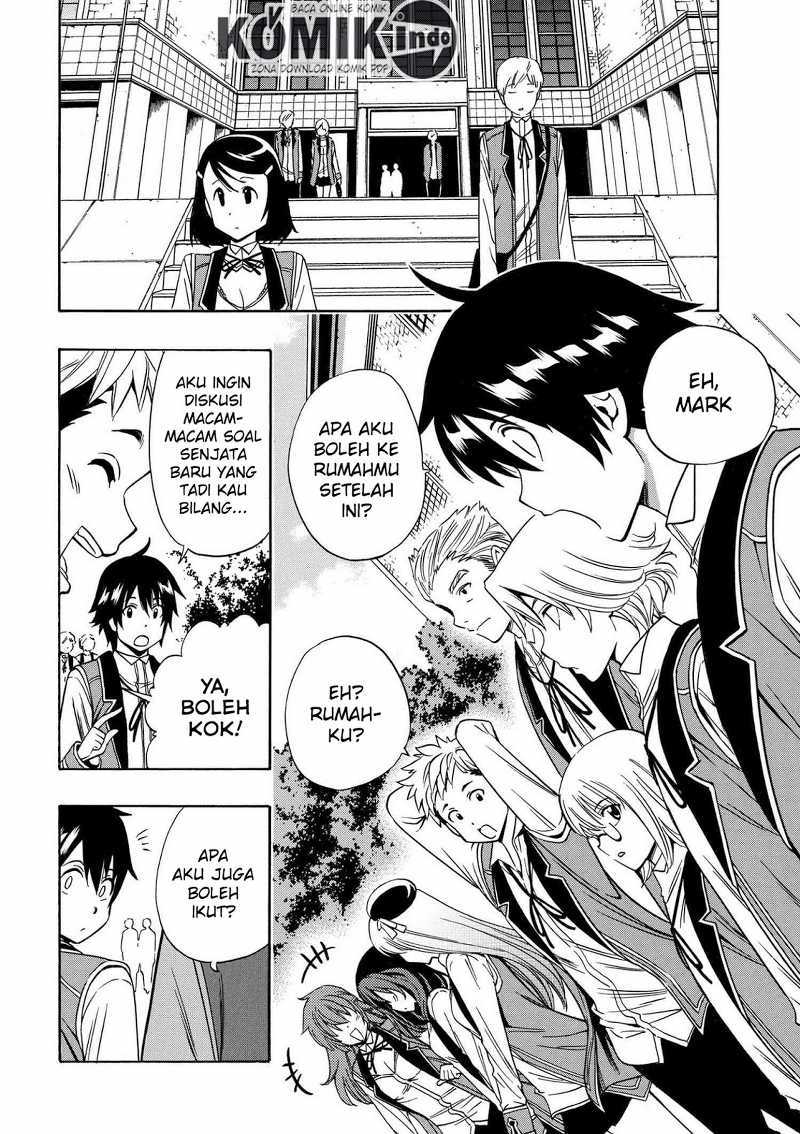 BACA ONLINE KOMIK
KOMIKindo
ZONA DOWNLOAD KOMIK PDF
EH,
MARK
APA AKU
BOLEH KE
RUMAHMU
SETELAH
INI?
EH?
RUMAH-
KU?
AKU INGIN
DISKUSI
MACAM-
MACAM SOAL
SENJATA
BARU YANG
TADI KAU
BILANG...
YA,
BOLEH
KOK!
APA
AKU JUGA
BOLEH
IKUT?